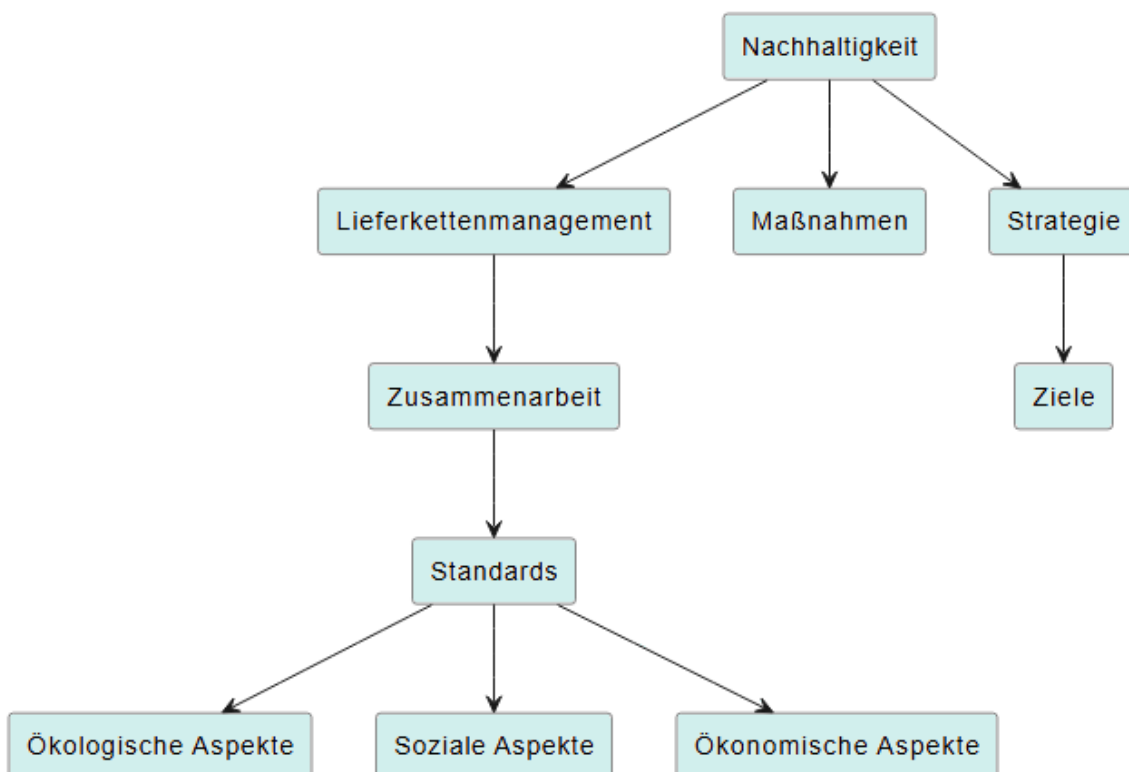 Nachhaltigkeit
Lieferkettenmanagement
Maßnahmen
Strategie
Zusammenarbeit
Ziele
Standards
Ökologische Aspekte
Soziale Aspekte
Ökonomische Aspekte